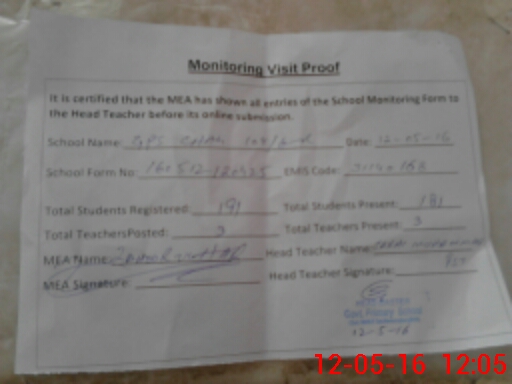 Monitoring Visit Proof
It is certified that the MEA has shown all entries of the School Monitoring Form to
the Head Teacher before its online submission.
School Name: GPS Date: 12-05-16
School Form No: EMIS Code:
Total Students Registered: 191 Total Students Present: 181
Total TeachersPosted: 3 Total Teachers Present: 3
MEA Name: Head Teacher Name:
PST
MEA Signature: Head Teacher Signature:
Govt. Primary School
12-5-16
12-05-16 12:05